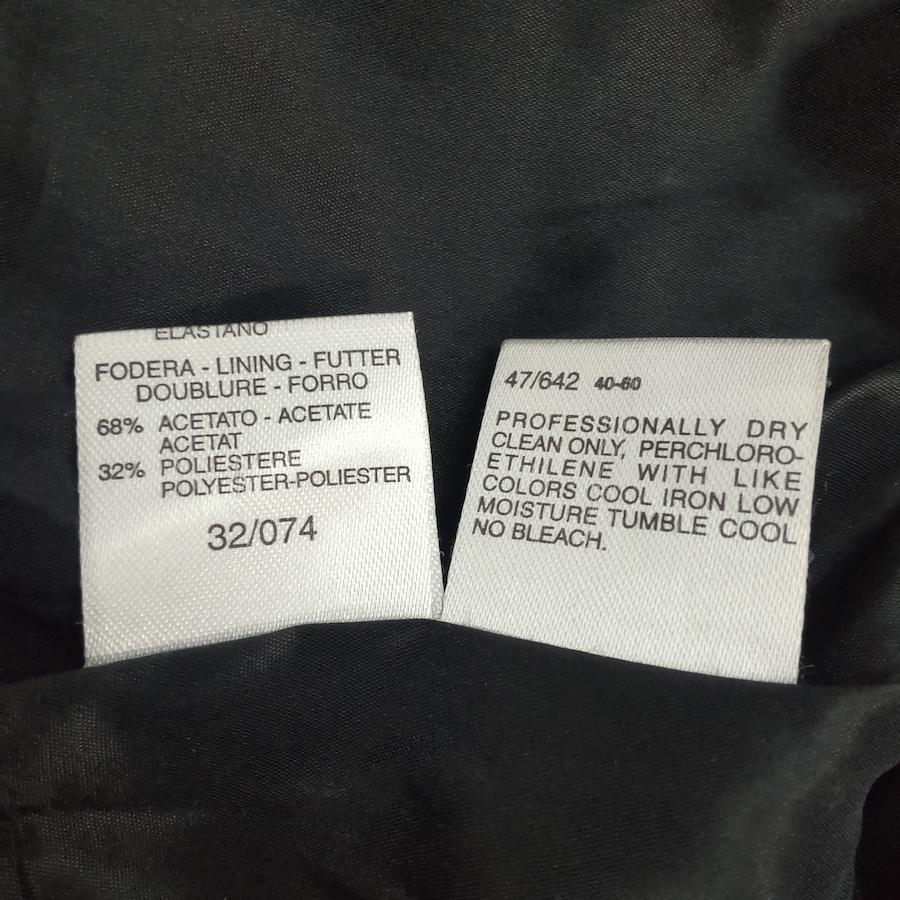 ELASTANO
FODERA - LINING - FUTTER
DOUBLURE - FORRO
68% ACETATO - ACETATE
ACETAT
32% POLIESTERE
POLYESTER-POLIESTER
32/074
47/642 40-60
PROFESSIONALLY DRY
CLEAN ONLY, PERCHLORO-
ETHILENE WITH LIKE
COLORS COOL IRON LOW
MOISTURE TUMBLE COOL
NO BLEACH.